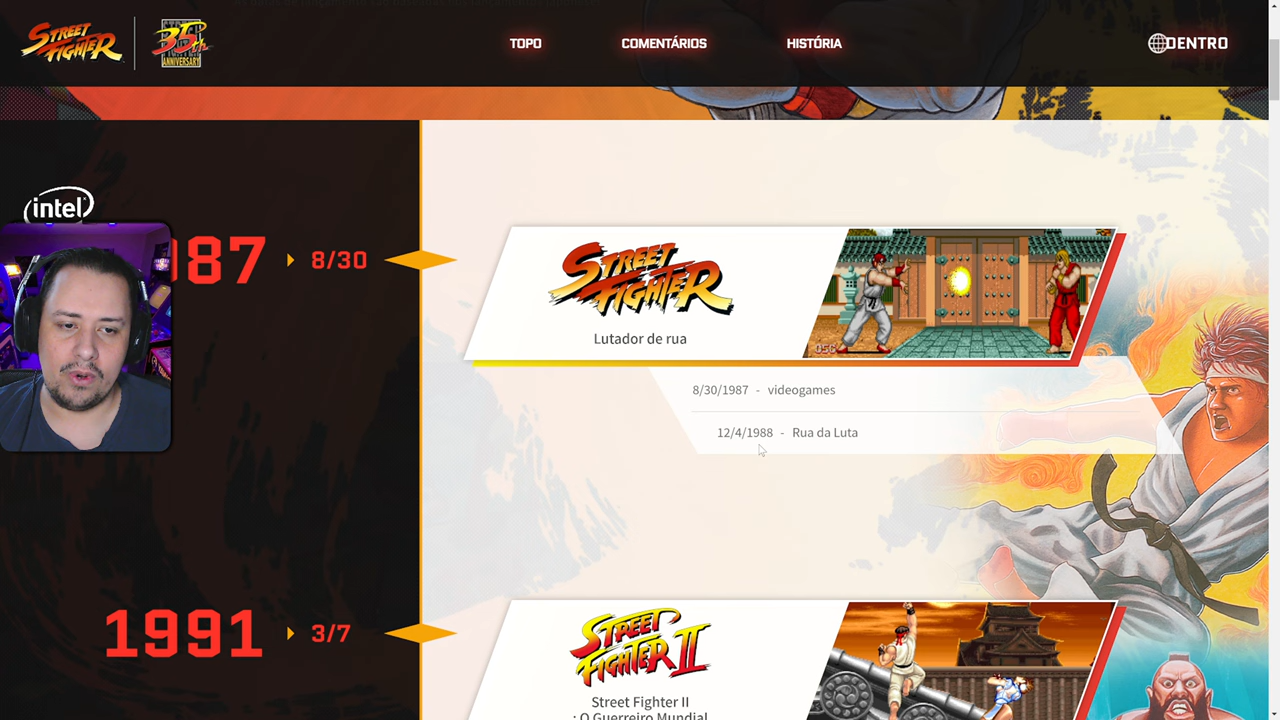 STREET FIGHTER
35th
ANNIVERSARY
TOPO
COMENTÁRIOS
HISTÓRIA
DENTRO
intel
87
8/30
STREET FIGHTER
Lutador de rua
8/30/1987 - videogames
12/4/1988 - Rua da Luta
1991
3/7
STREET FIGHTER II
Street Fighter II
: O Guerreiro Mundial